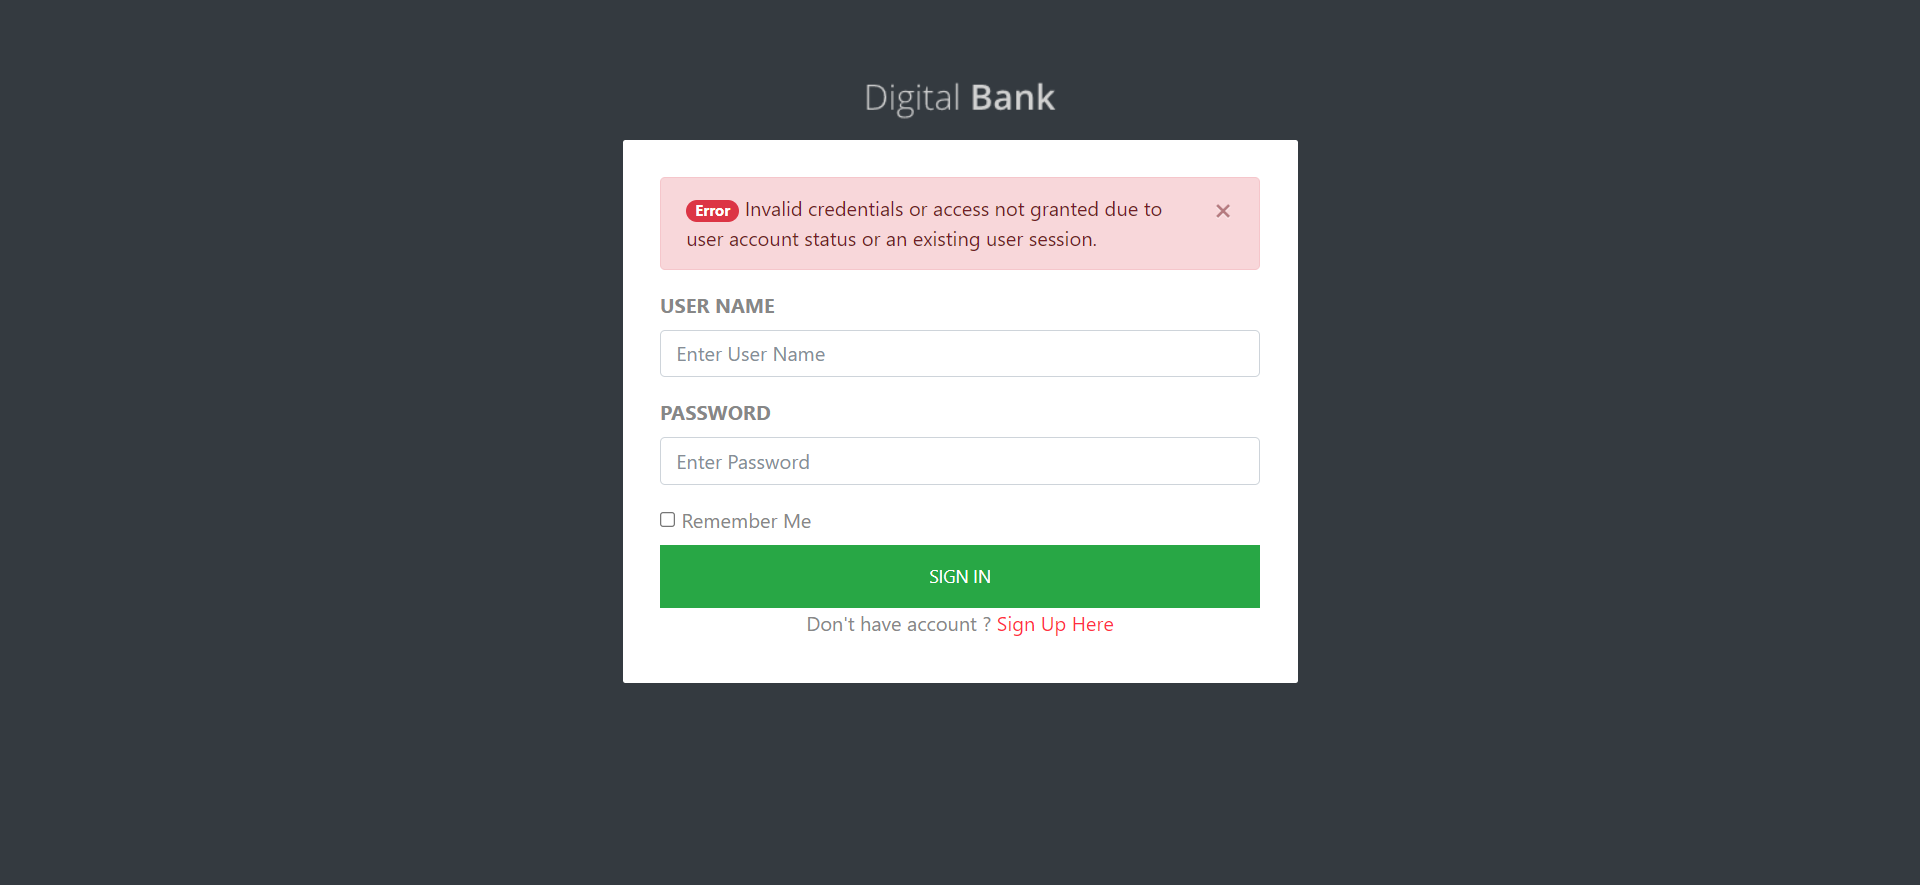 Digital Bank
Error Invalid credentials or access not granted due to
user account status or an existing user session.
×
USER NAME
Enter User Name
PASSWORD
Enter Password
Remember Me
SIGN IN
Don't have account ? Sign Up Here